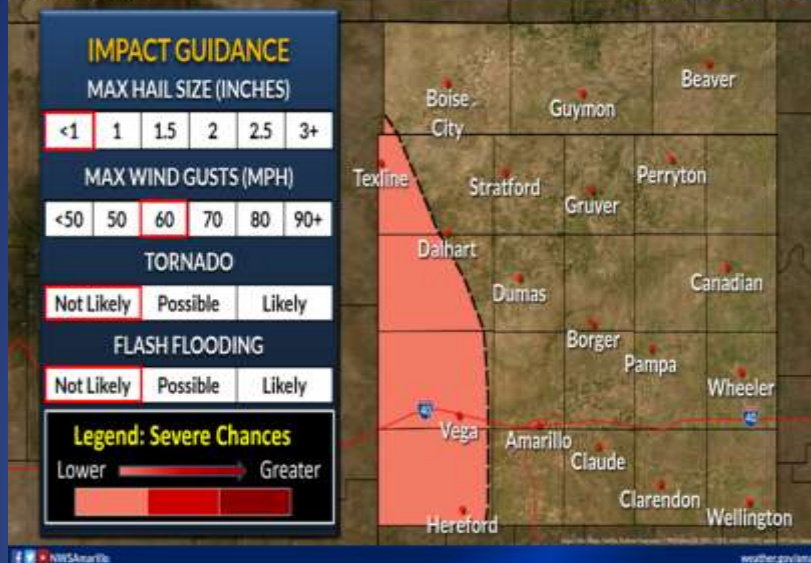 IMPACT GUIDANCE
MAX HAIL SIZE (INCHES)
<1 1 1.5 2 2.5 3+
MAX WIND GUSTS (MPH)
<50 50 60 70 80 90+
TORNADO
Not Likely Possible Likely
FLASH FLOODING
Not Likely Possible Likely
Legend: Severe Chances
Lower Greater
Boise City
Guymon
Beaver
Texline
Stratford
Gruver
Perryton
Dalhart
Dumas
Canadian
Borger
Pampa
Wheeler
40
40
Vega
Amarillo
Claude
Clarendon
Wellington
Hereford
NWSAmarillo
weather.gov/ama